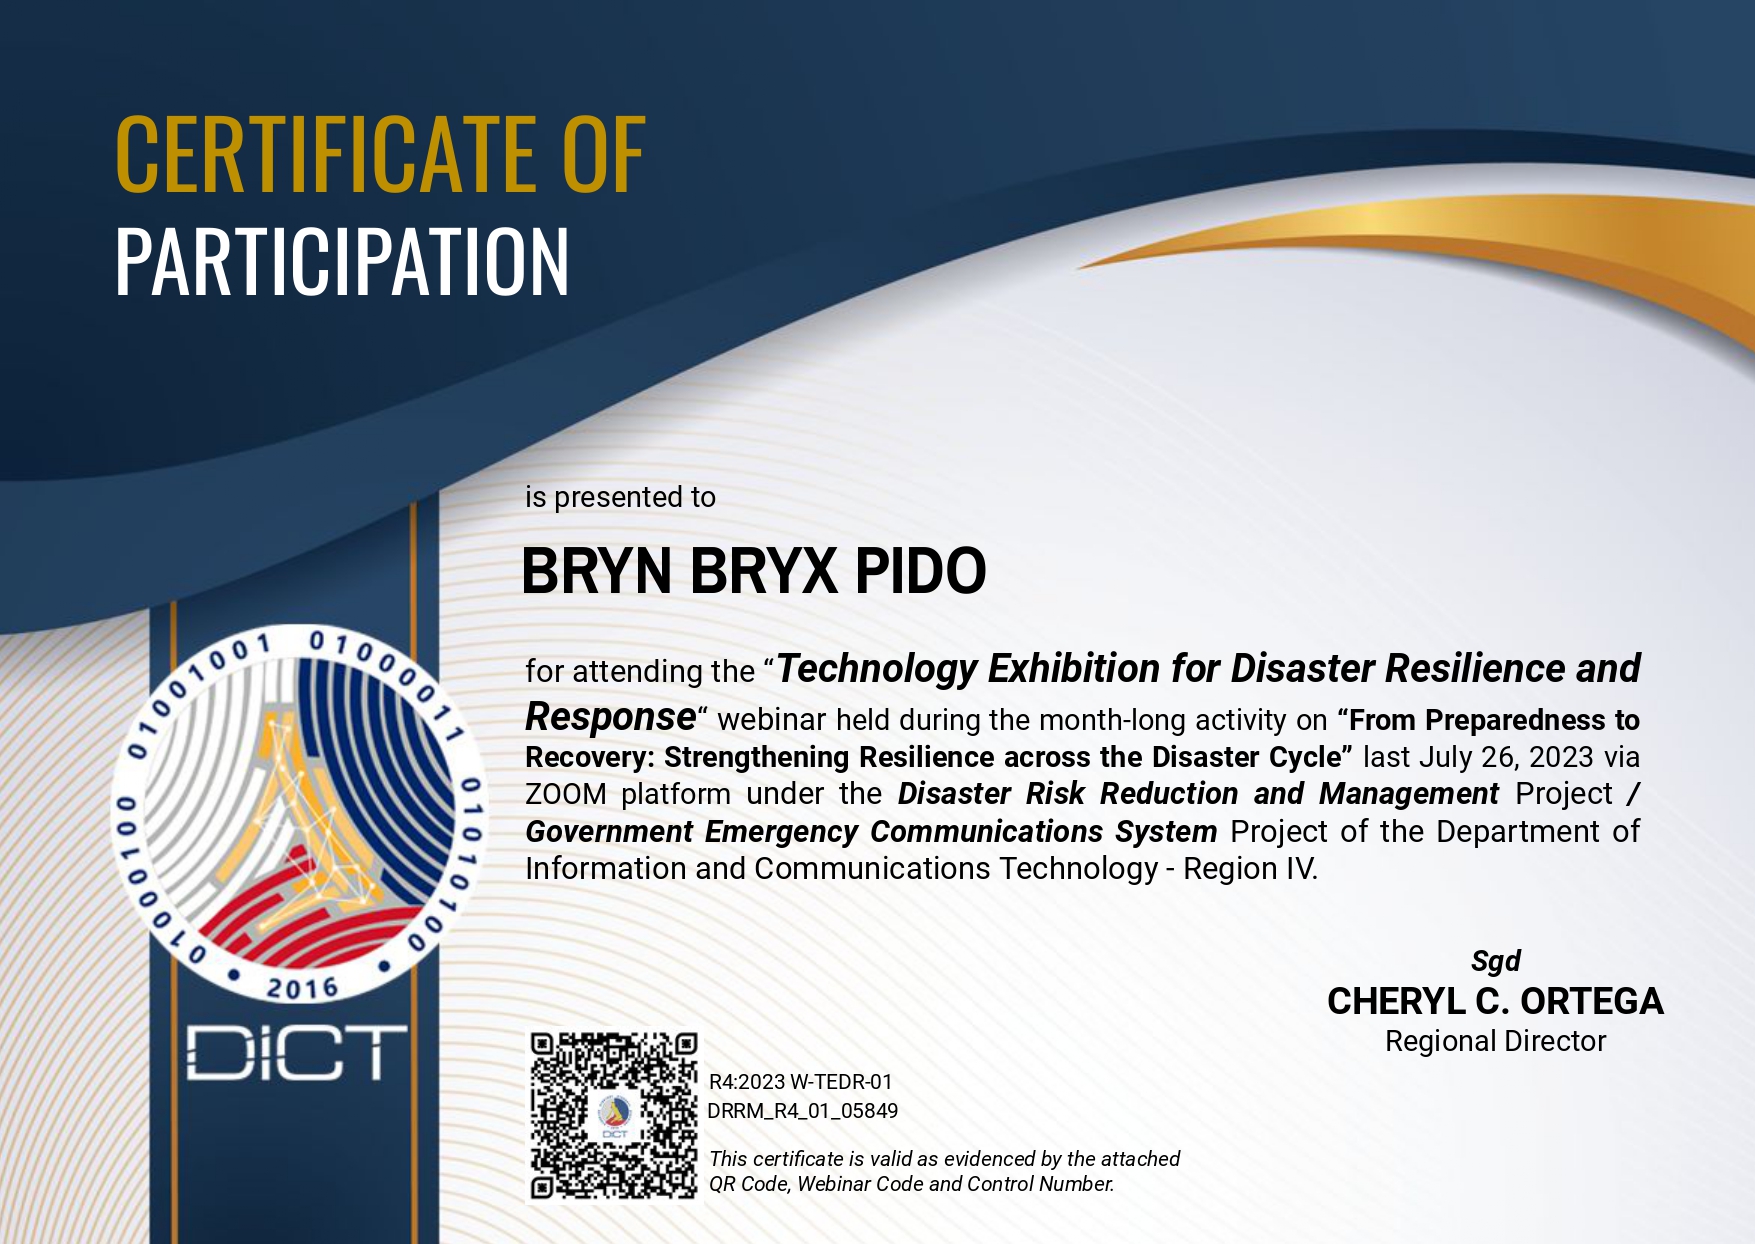 CERTIFICATE OF
PARTICIPATION
is presented to
BRYN BRYX PIDO
for attending the “Technology Exhibition for Disaster Resilience and
Response“ webinar held during the month-long activity on “From Preparedness to
Recovery: Strengthening Resilience across the Disaster Cycle” last July 26, 2023 via
ZOOM platform under the Disaster Risk Reduction and Management Project /
Government Emergency Communications System Project of the Department of
Information and Communications Technology - Region IV.
01001001 01000011 01010100 01000100
2016
DICT
Sgd
CHERYL C. ORTEGA
Regional Director
DICT
R4:2023 W-TEDR-01
DRRM_R4_01_05849
This certificate is valid as evidenced by the attached
QR Code, Webinar Code and Control Number.